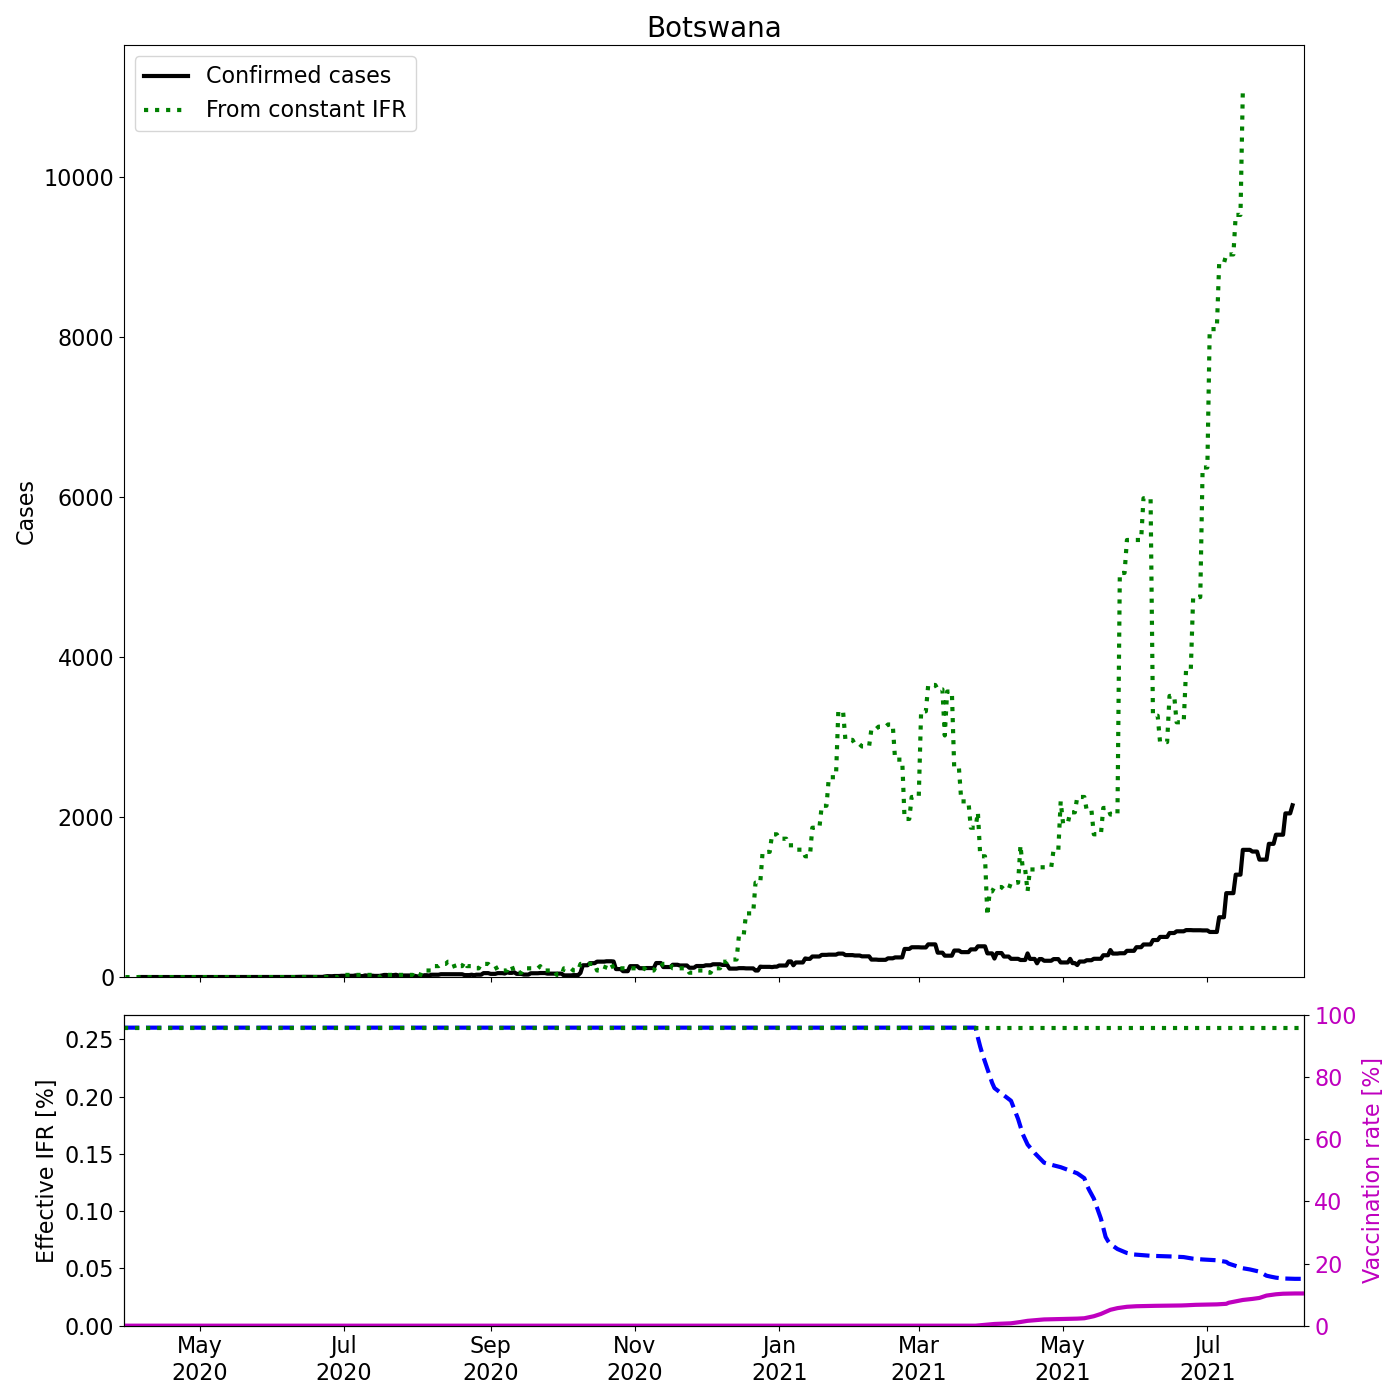 Botswana
Confirmed cases
From constant IFR
10000
8000
6000
4000
2000
0
Cases
0.25
0.20
0.15
0.10
0.05
0.00
Effective IFR [%]
100
80
60
40
20
0
Vaccination rate [%]
May
2020
Jul
2020
Sep
2020
Nov
2020
Jan
2021
Mar
2021
May
2021
Jul
2021